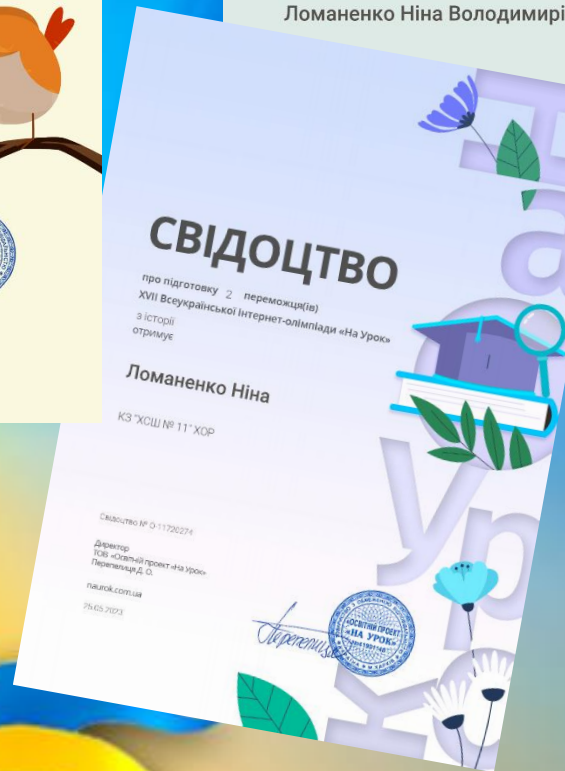 Ломаненко Ніна Володимирі
СВІДОЦТВО
про підготовку 2 переможця(ів)
XVII Всеукраїнської Інтернет-олімпіади «На Урок»
з історії
отримує
Ломаненко Ніна
КЗ "ХСШ № 11" ХОР
Свідоцтво № О-11720274
Директор
ТОВ «Освітній проект «На Урок»
Перепелиця Д. О.
naurok.com.ua
25.05.2023
«ОСВІТНІЙ ПРОЕКТ
«НА УРОК»
На Урок